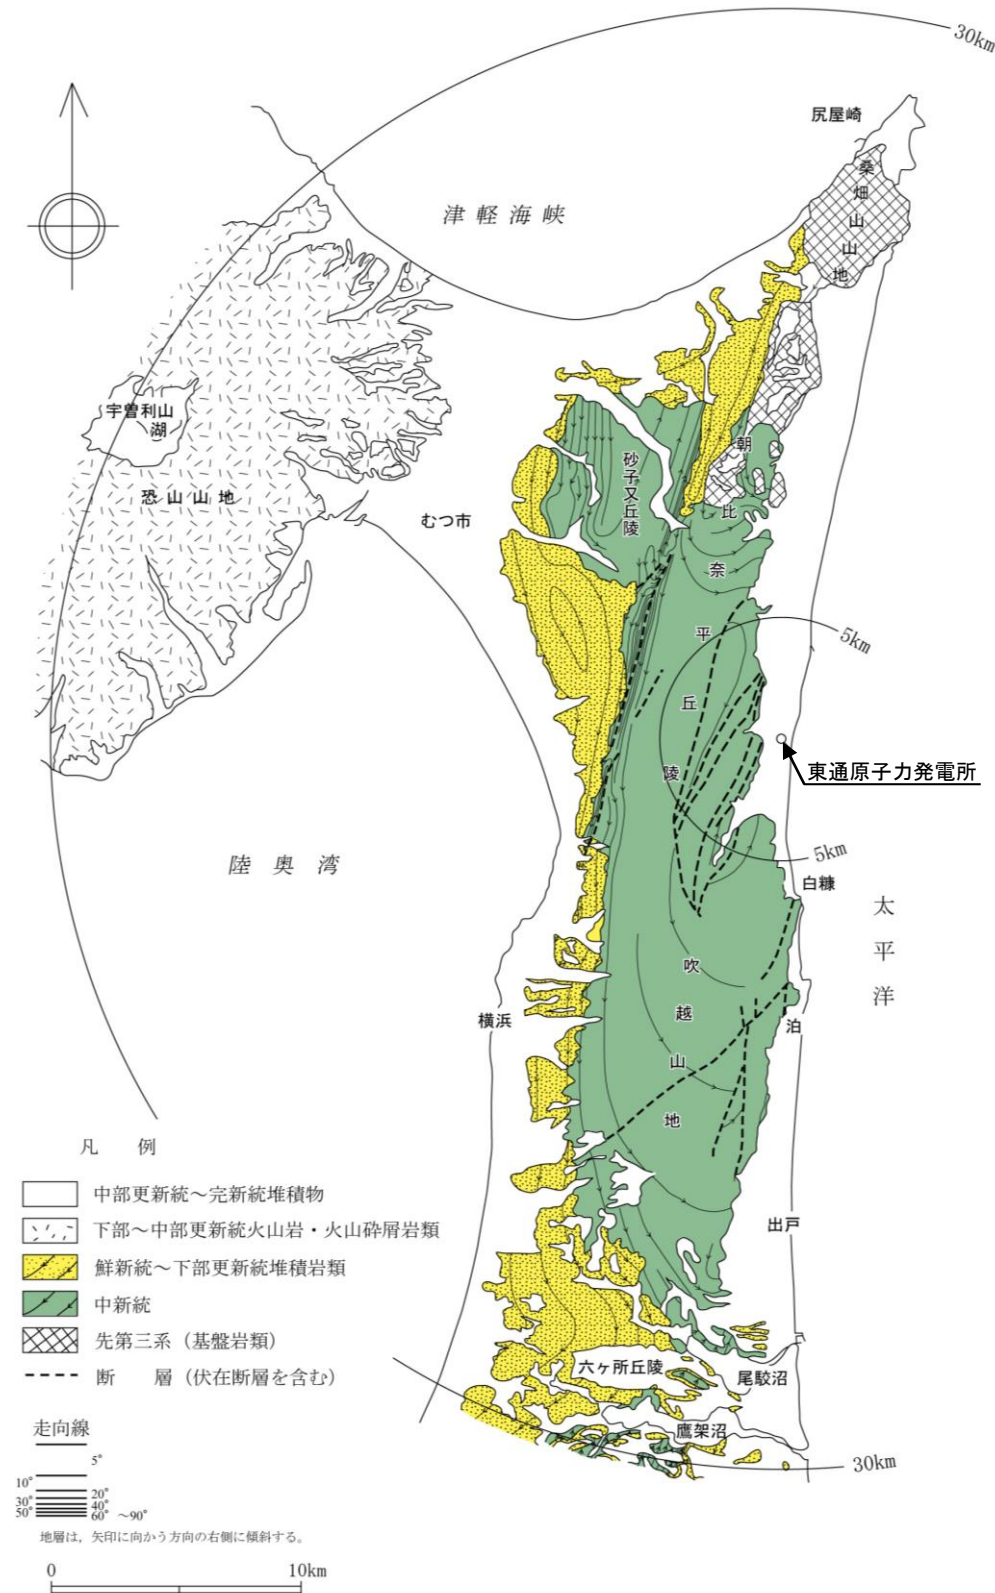 30km
尻屋崎
桑畑山山地
津軽海峡
宇曽利山湖
恐山山地
むつ市
砂子又丘陵
朝比奈平丘陵
5km
東通原子力発電所
5km
白糠
陸奥湾
太平洋
吹越山地
横浜
泊
出戸
六ヶ所丘陵
尾駮沼
鷹架沼
30km
凡 例
中部更新統～完新統堆積物
下部～中部更新統火山岩・火山砕屑岩類
鮮新統～下部更新統堆積岩類
中新統
先第三系（基盤岩類）
断 層（伏在断層を含む）
走向線
5°
10°
20°
30°
40°
50°
60° ～90°
地層は，矢印に向かう方向の右側に傾斜する。
0 10km